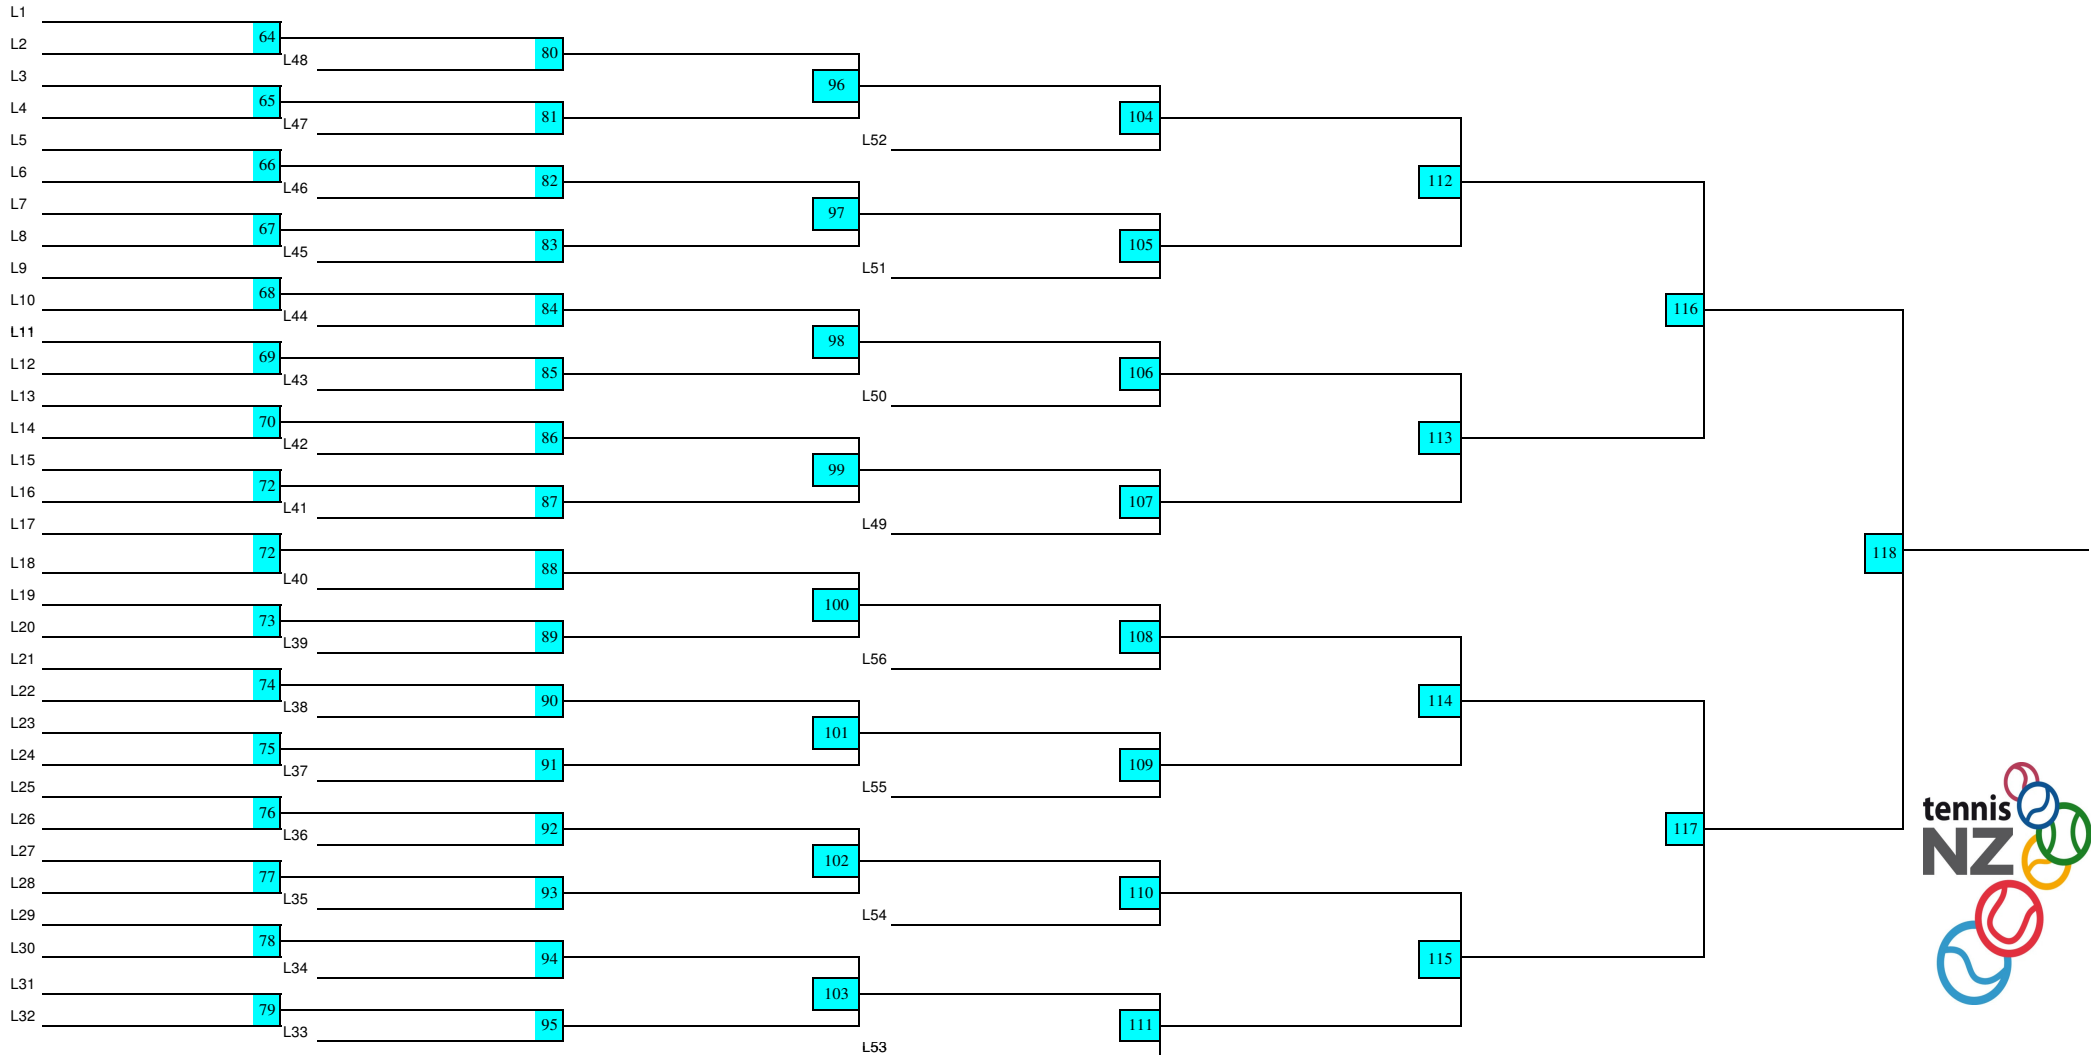 L1
L2 64 L48 80
L3 96
L4 65 L47 81 104
L5 L52
L6 66 L46 82 112
L7 97
L8 67 L45 83 105
L9 L51
L10 68 L44 84 116
L11 98
L12 69 L43 85 106
L13 L50
L14 70 L42 86 113
L15 99
L16 72 L41 87 107
L17 L49
L18 72 L40 88 118
L19 100
L20 73 L39 89 108
L21 L56
L22 74 L38 90 114
L23 101
L24 75 L37 91 109
L25 L55
L26 76 L36 92 117
L27 102
L28 77 L35 93 110
L29 L54
L30 78 L34 94 115
L31 103
L32 79 L33 95 111
L53
tennis
NZ